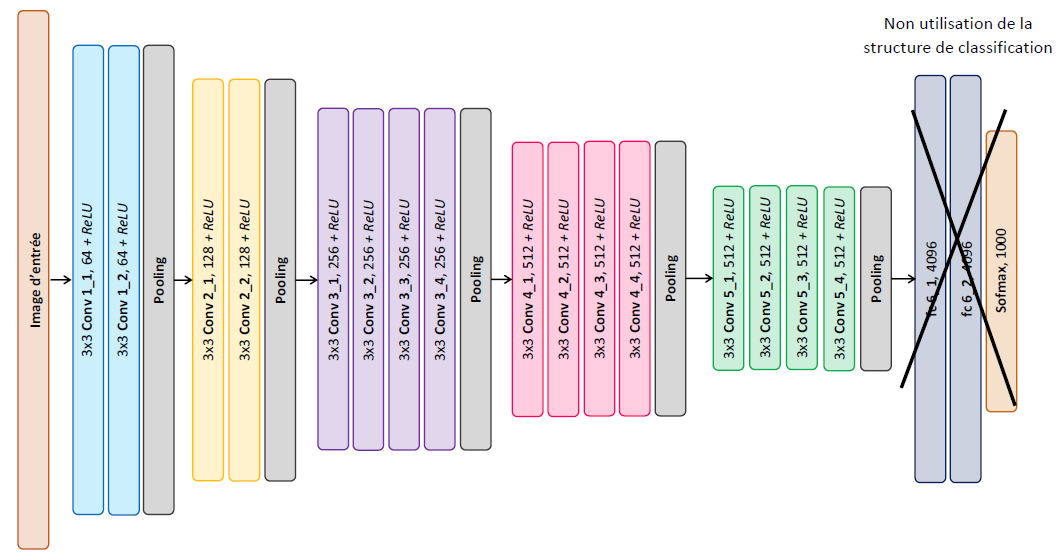 Non utilisation de la
structure de classification
Image d'entrée
3x3 Conv 1_1, 64 + ReLU
3x3 Conv 1_2, 64 + ReLU
Pooling
3x3 Conv 2_1, 128 + ReLU
3x3 Conv 2_2, 128 + ReLU
Pooling
3x3 Conv 3_1, 256 + ReLU
3x3 Conv 3_2, 256 + ReLU
3x3 Conv 3_3, 256 + ReLU
3x3 Conv 3_4, 256 + ReLU
Pooling
3x3 Conv 4_1, 512 + ReLU
3x3 Conv 4_2, 512 + ReLU
3x3 Conv 4_3, 512 + ReLU
3x3 Conv 4_4, 512 + ReLU
Pooling
3x3 Conv 5_1, 512 + ReLU
3x3 Conv 5_2, 512 + ReLU
3x3 Conv 5_3, 512 + ReLU
3x3 Conv 5_4, 512 + ReLU
Pooling
fc 6_1, 4096
fc 6_2, 4096
Sofmax, 1000